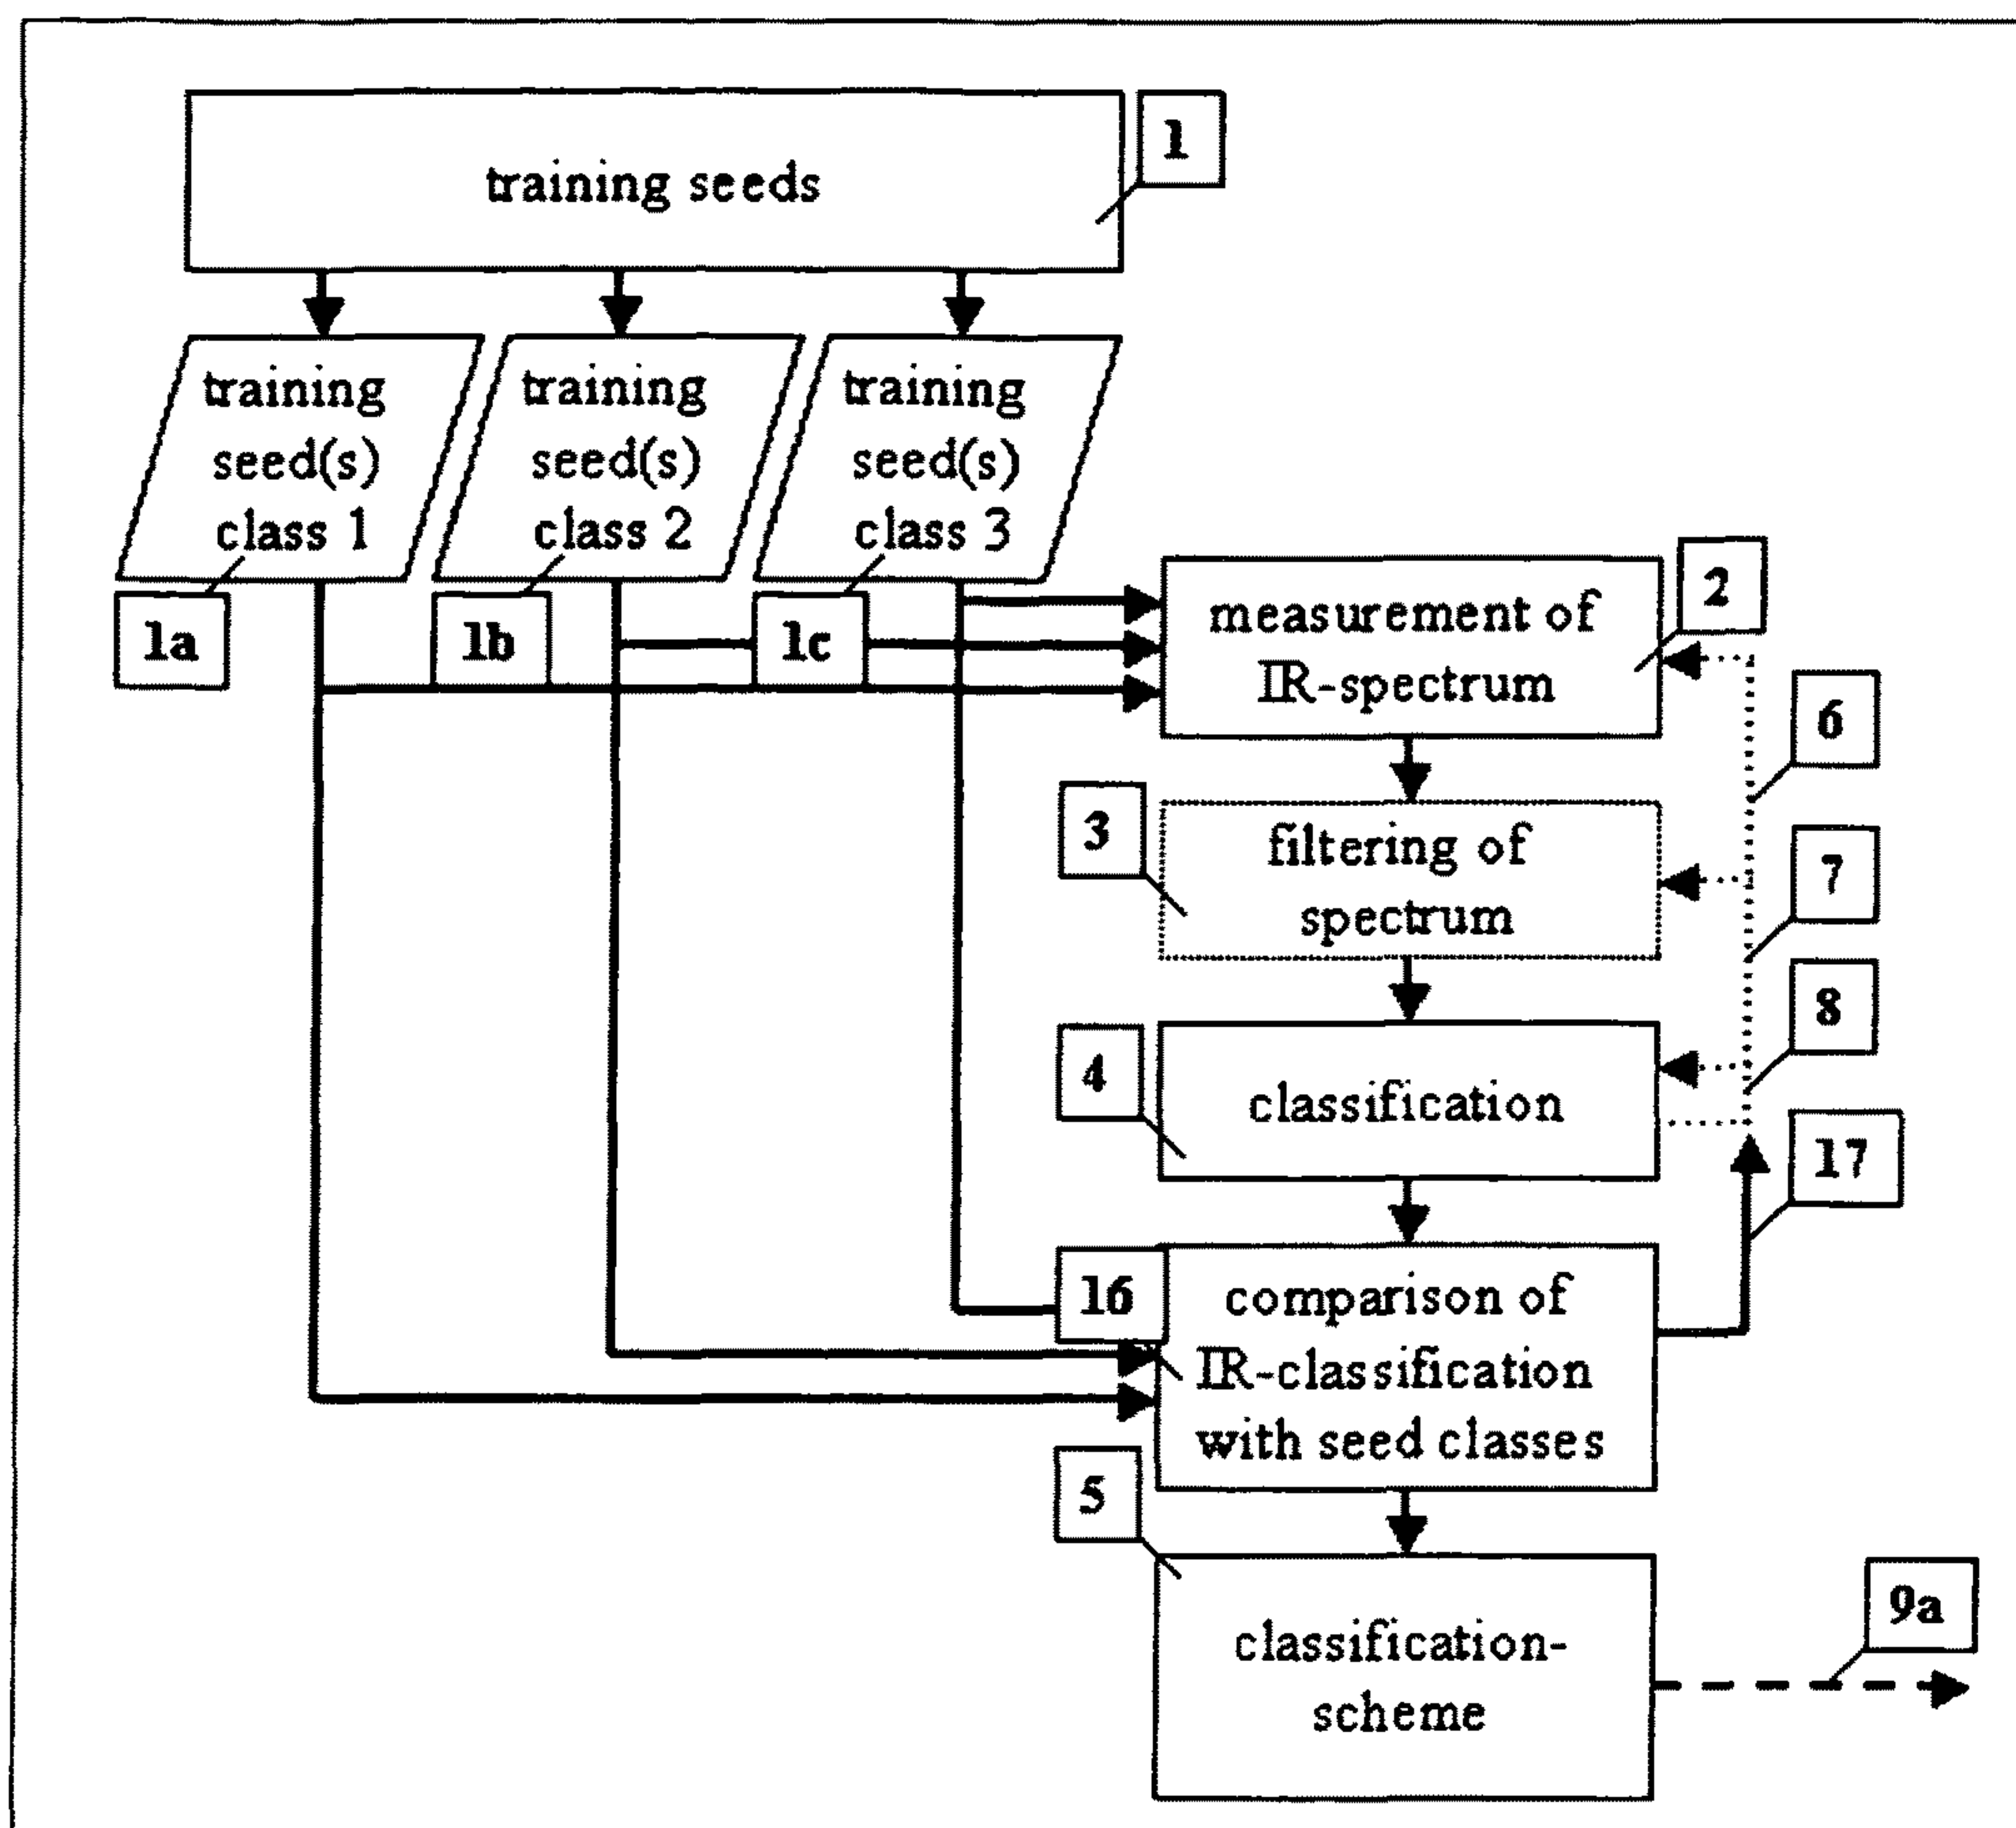 1
training seeds
training
seed(s)
class 1
training
seed(s)
class 2
training
seed(s)
class 3
1a
1b
1c
2
measurement of
IR-spectrum
6
3
filtering of
spectrum
7
8
4
classification
17
16
comparison of
IR-classification
with seed classes
5
classification-
scheme
9a